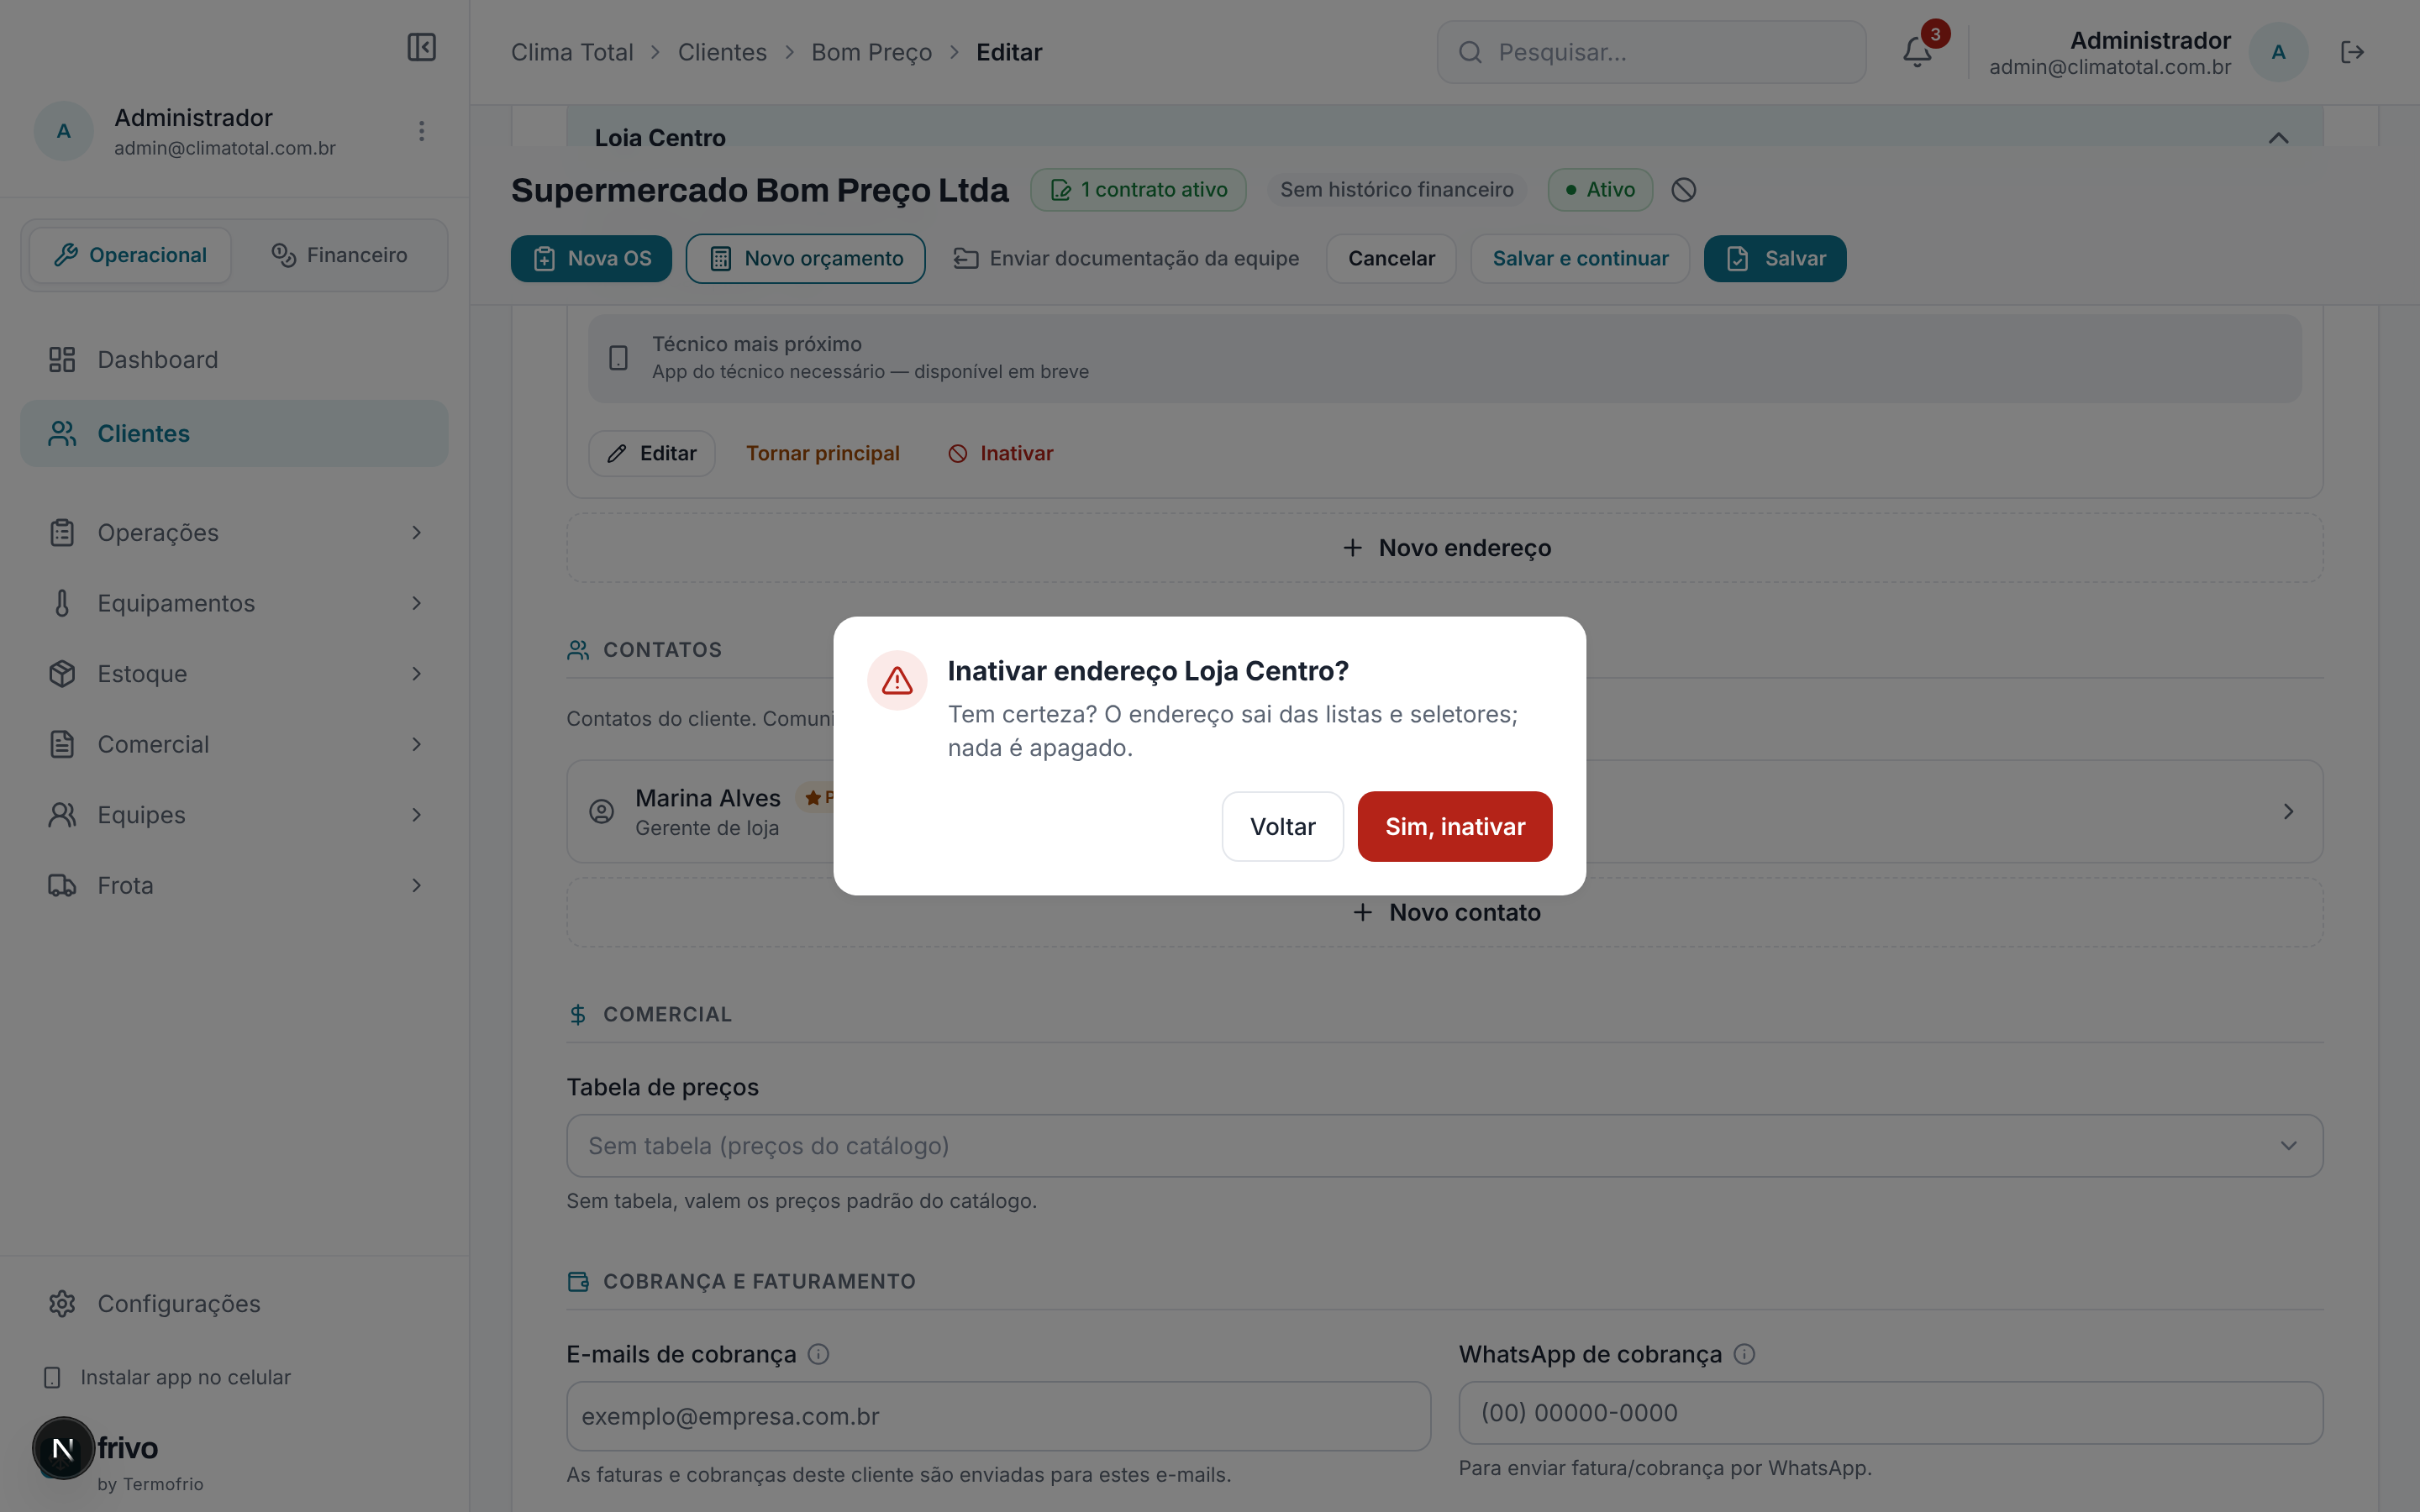 Clima Total
Clientes
Bom Preço
Editar
Pesquisar...
3
Administrador
admin@climatotal.com.br
A
A
Administrador
admin@climatotal.com.br
Operacional
Financeiro
Dashboard
Clientes
Operações
Equipamentos
Estoque
Comercial
Equipes
Frota
Configurações
Instalar app no celular
N
frivo
by Termofrio
Loja Centro
Supermercado Bom Preço Ltda
1 contrato ativo
Sem histórico financeiro
Ativo
Nova OS
Novo orçamento
Enviar documentação da equipe
Cancelar
Salvar e continuar
Salvar
Técnico mais próximo
App do técnico necessário — disponível em breve
Editar
Tornar principal
Inativar
Novo endereço
CONTATOS
Contatos do cliente. Comuni
Marina Alves
P
Gerente de loja
Novo contato
Inativar endereço Loja Centro?
Tem certeza? O endereço sai das listas e seletores;
nada é apagado.
Voltar
Sim, inativar
COMERCIAL
Tabela de preços
Sem tabela (preços do catálogo)
Sem tabela, valem os preços padrão do catálogo.
COBRANÇA E FATURAMENTO
E-mails de cobrança
exemplo@empresa.com.br
As faturas e cobranças deste cliente são enviadas para estes e-mails.
WhatsApp de cobrança
(00) 00000-0000
Para enviar fatura/cobrança por WhatsApp.